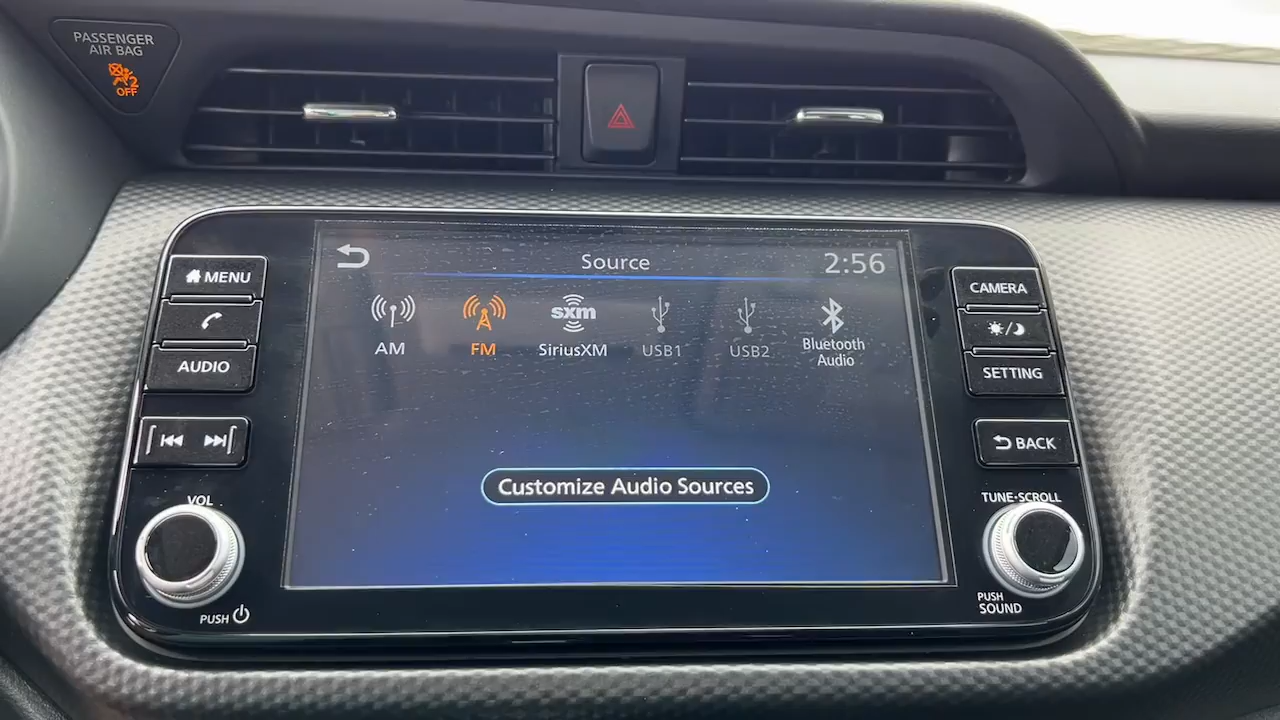 PASSENGER
AIR BAG
2
OFF
Source
2:56
MENU
AUDIO
VOL
PUSH
AM
FM
sxm
SiriusXM
USB1
USB2
Bluetooth
Audio
Customize Audio Sources
CAMERA
SETTING
BACK
TUNE·SCROLL
PUSH
SOUND